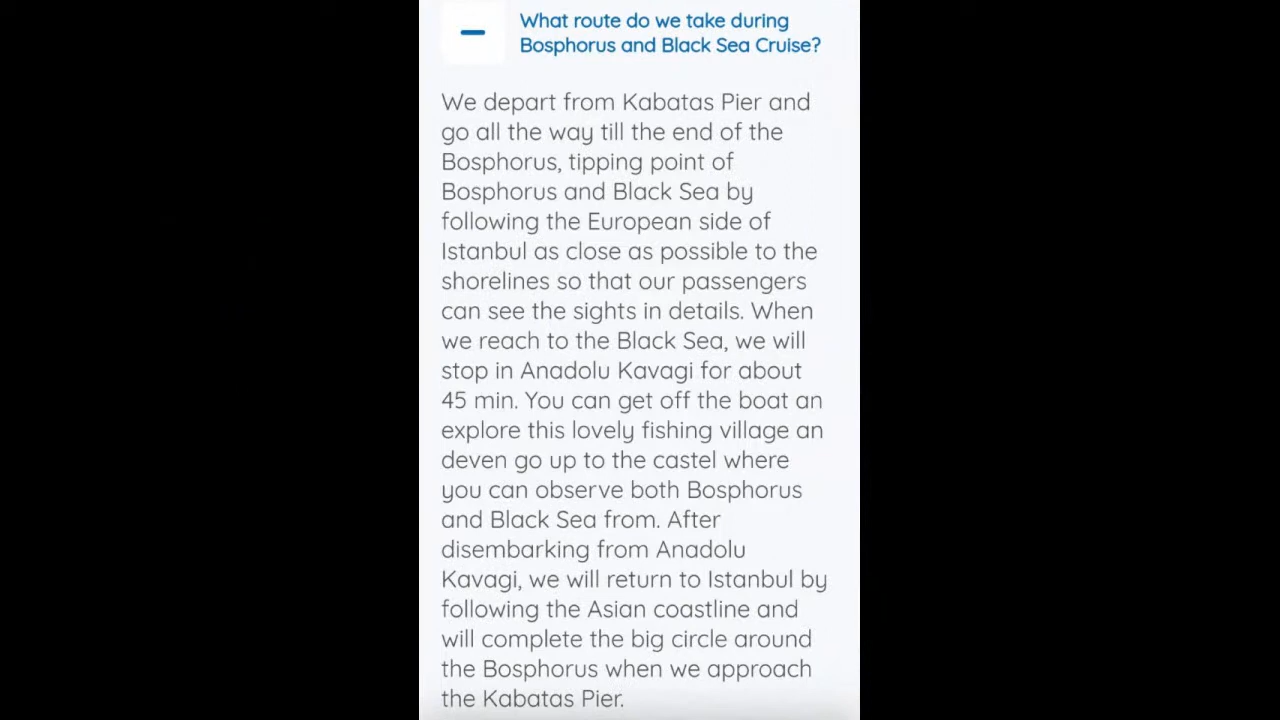 What route do we take during
Bosphorus and Black Sea Cruise?
We depart from Kabatas Pier and
go all the way till the end of the
Bosphorus, tipping point of
Bosphorus and Black Sea by
following the European side of
Istanbul as close as possible to the
shorelines so that our passengers
can see the sights in details. When
we reach to the Black Sea, we will
stop in Anadolu Kavagi for about
45 min. You can get off the boat an
explore this lovely fishing village an
deven go up to the castel where
you can observe both Bosphorus
and Black Sea from. After
disembarking from Anadolu
Kavagi, we will return to Istanbul by
following the Asian coastline and
will complete the big circle around
the Bosphorus when we approach
the Kabatas Pier.